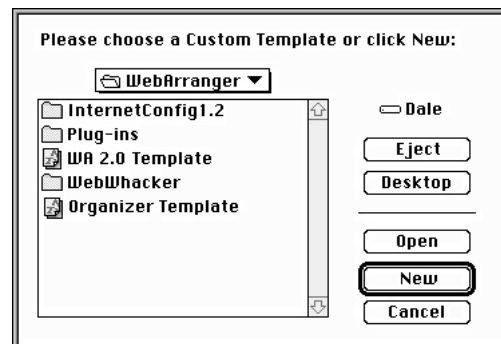 Please choose a Custom Template or click New:
WebArranger
InternetConfig1.2
Plug-ins
WA 2.0 Template
WebWhacker
Organizer Template
Dale
Eject
Desktop
Open
New
Cancel